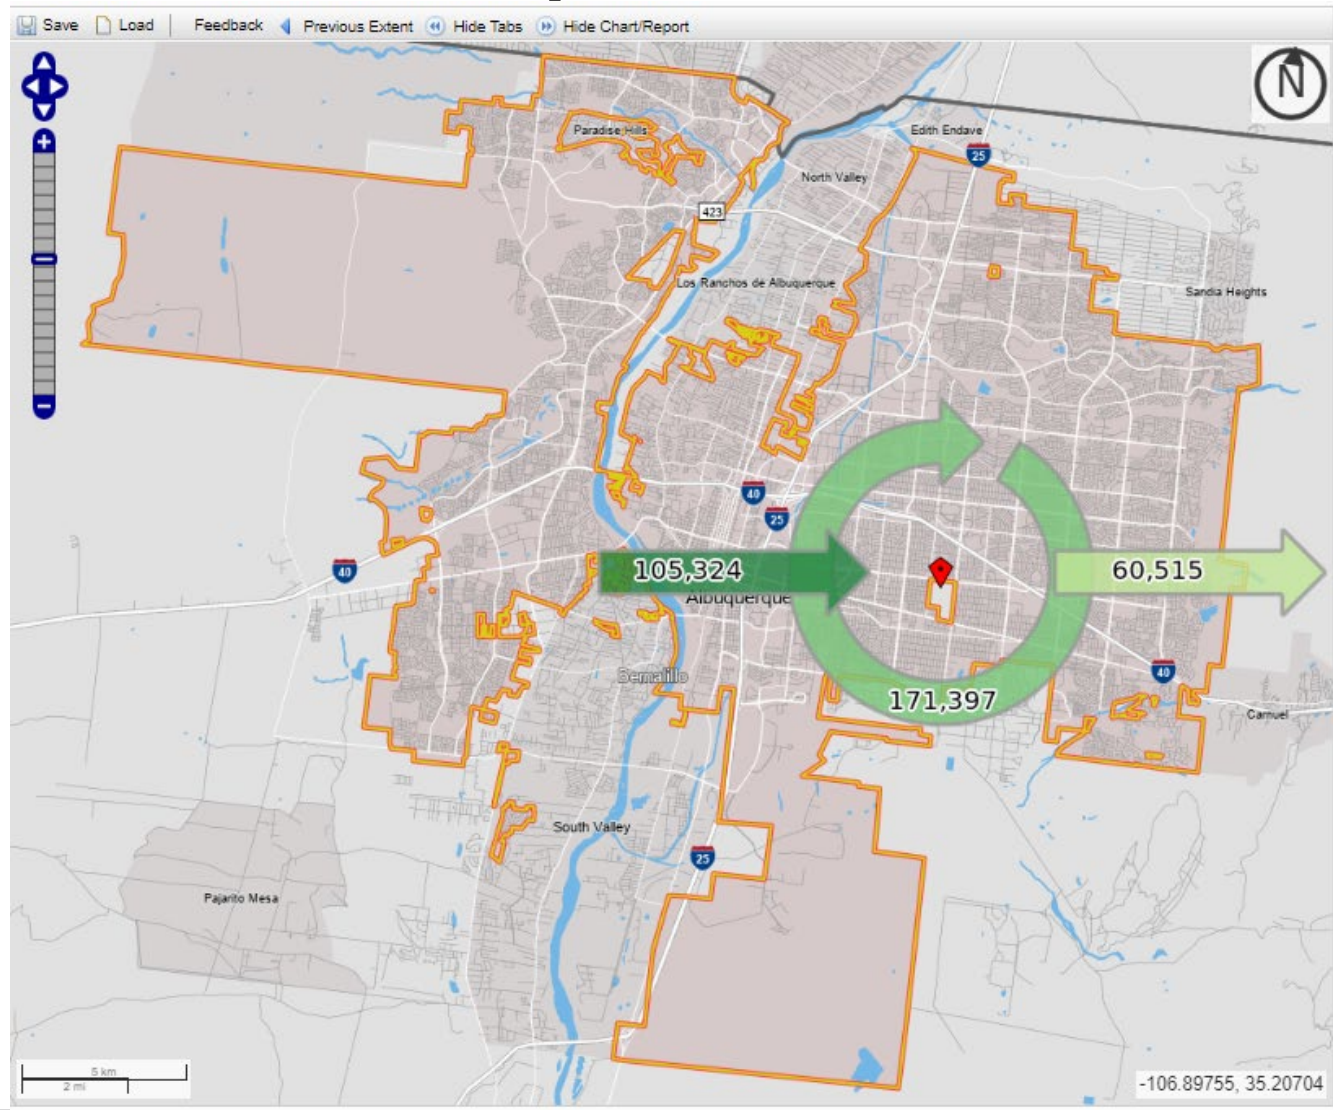 Save Load Feedback Previous Extent Hide Tabs Hide Chart/Report
N
Paradise Hills
Edith Endave
25
North Valley
423
Los Ranchos de Albuquerque
Sandia Heights
40
25
40
105,324
60,515
Albuquerque
Bernalillo
40
171,397
Carnuel
South Valley
25
Pajarito Mesa
5 km
2 mi
-106.89755, 35.20704